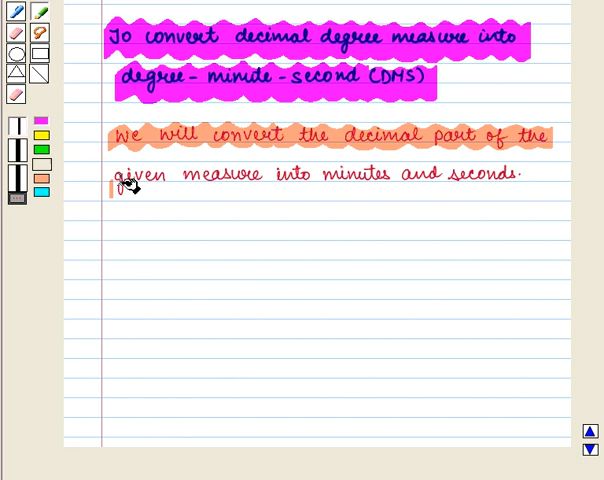 To convert decimal degree measure into
degree-minute-second (DMS)
We will convert the decimal part of the
given measure into minutes and seconds.